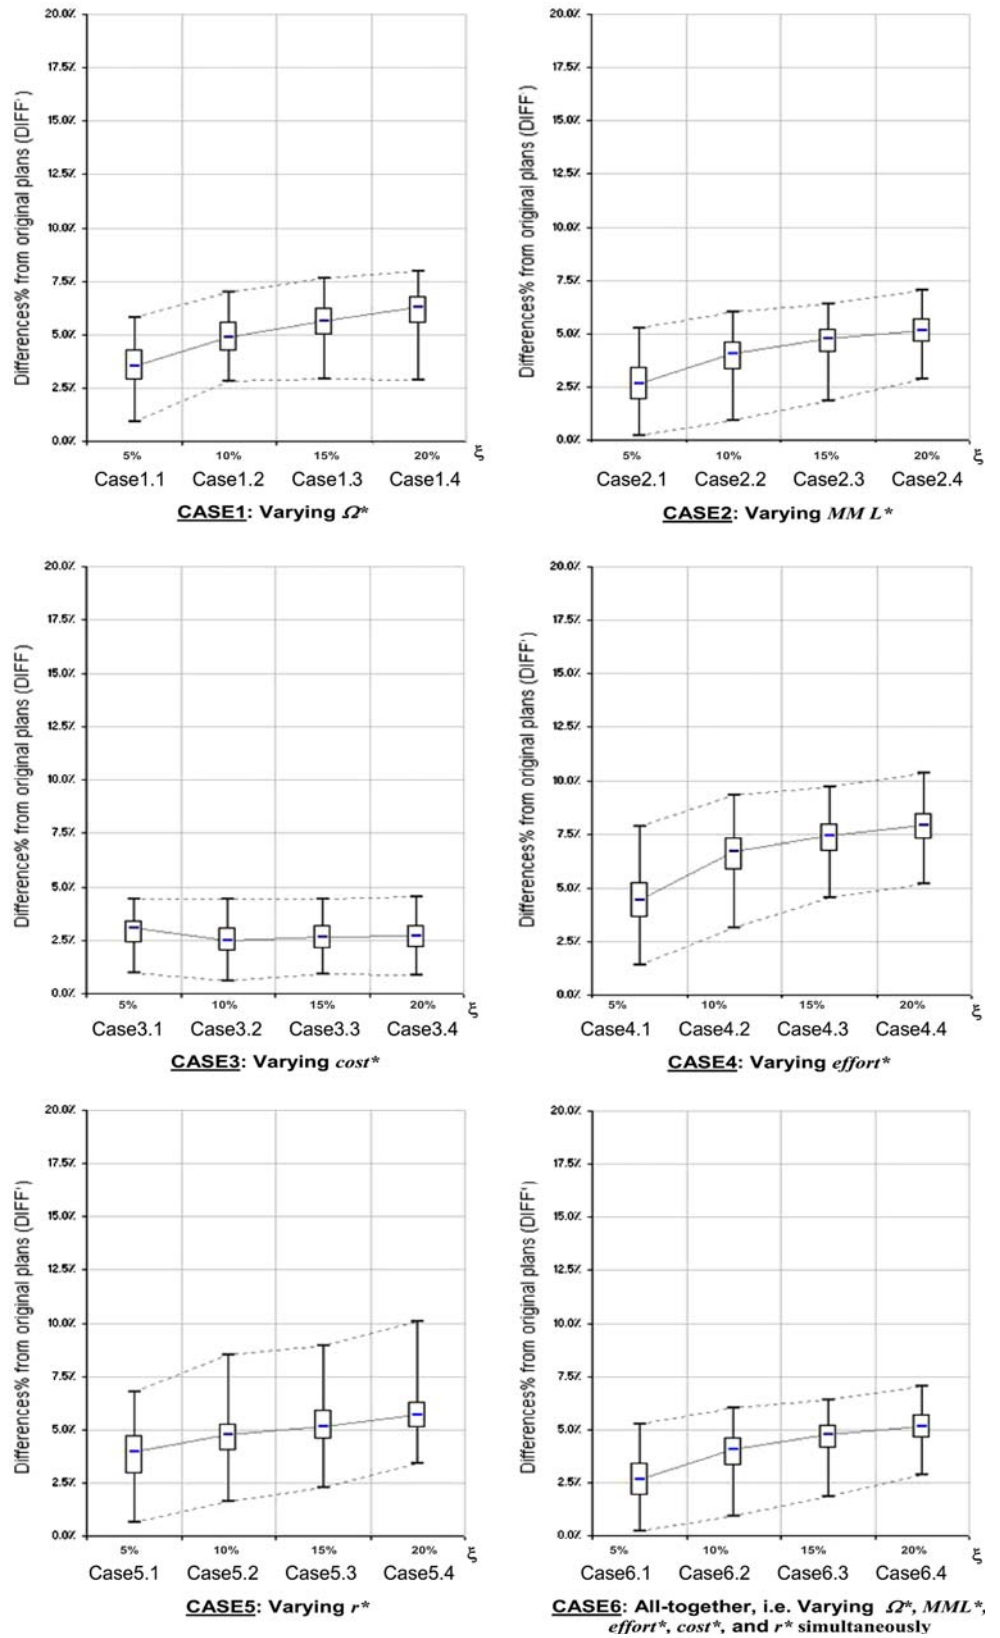 20.0%
17.5%
15.0%
12.5%
10.0%
7.5%
5.0%
2.5%
0.0%
Differences% from original plans (DIFF')
5% 10% 15% 20% ξ
Case1.1 Case1.2 Case1.3 Case1.4
CASE1: Varying Ω*
20.0%
17.5%
15.0%
12.5%
10.0%
7.5%
5.0%
2.5%
0.0%
Differences% from original plans (DIFF')
5% 10% 15% 20% ξ
Case2.1 Case2.2 Case2.3 Case2.4
CASE2: Varying MM L*
20.0%
17.5%
15.0%
12.5%
10.0%
7.5%
5.0%
2.5%
0.0%
Difference% from original plans (DIFF')
5% 10% 15% 20% ξ
Case3.1 Case3.2 Case3.3 Case3.4
CASE3: Varying cost*
20.0%
17.5%
15.0%
12.5%
10.0%
7.5%
5.0%
2.5%
0.0%
Difference% from original plans (DIFF')
5% 10% 15% 20% ξ
Case4.1 Case4.2 Case4.3 Case4.4
CASE4: Varying effort*
20.0%
17.5%
15.0%
12.5%
10.0%
7.5%
5.0%
2.5%
0.0%
Differences% from original plans (DIFF')
5% 10% 15% 20% ξ
Case5.1 Case5.2 Case5.3 Case5.4
CASE5: Varying r*
20.0%
17.5%
15.0%
12.5%
10.0%
7.5%
5.0%
2.5%
0.0%
Differences% from original plans (DIFF')
5% 10% 15% 20% ξ
Case6.1 Case6.2 Case6.3 Case6.4
CASE6: All-together, i.e. Varying Ω*, MML*,
effort*, cost*, and r* simultaneously